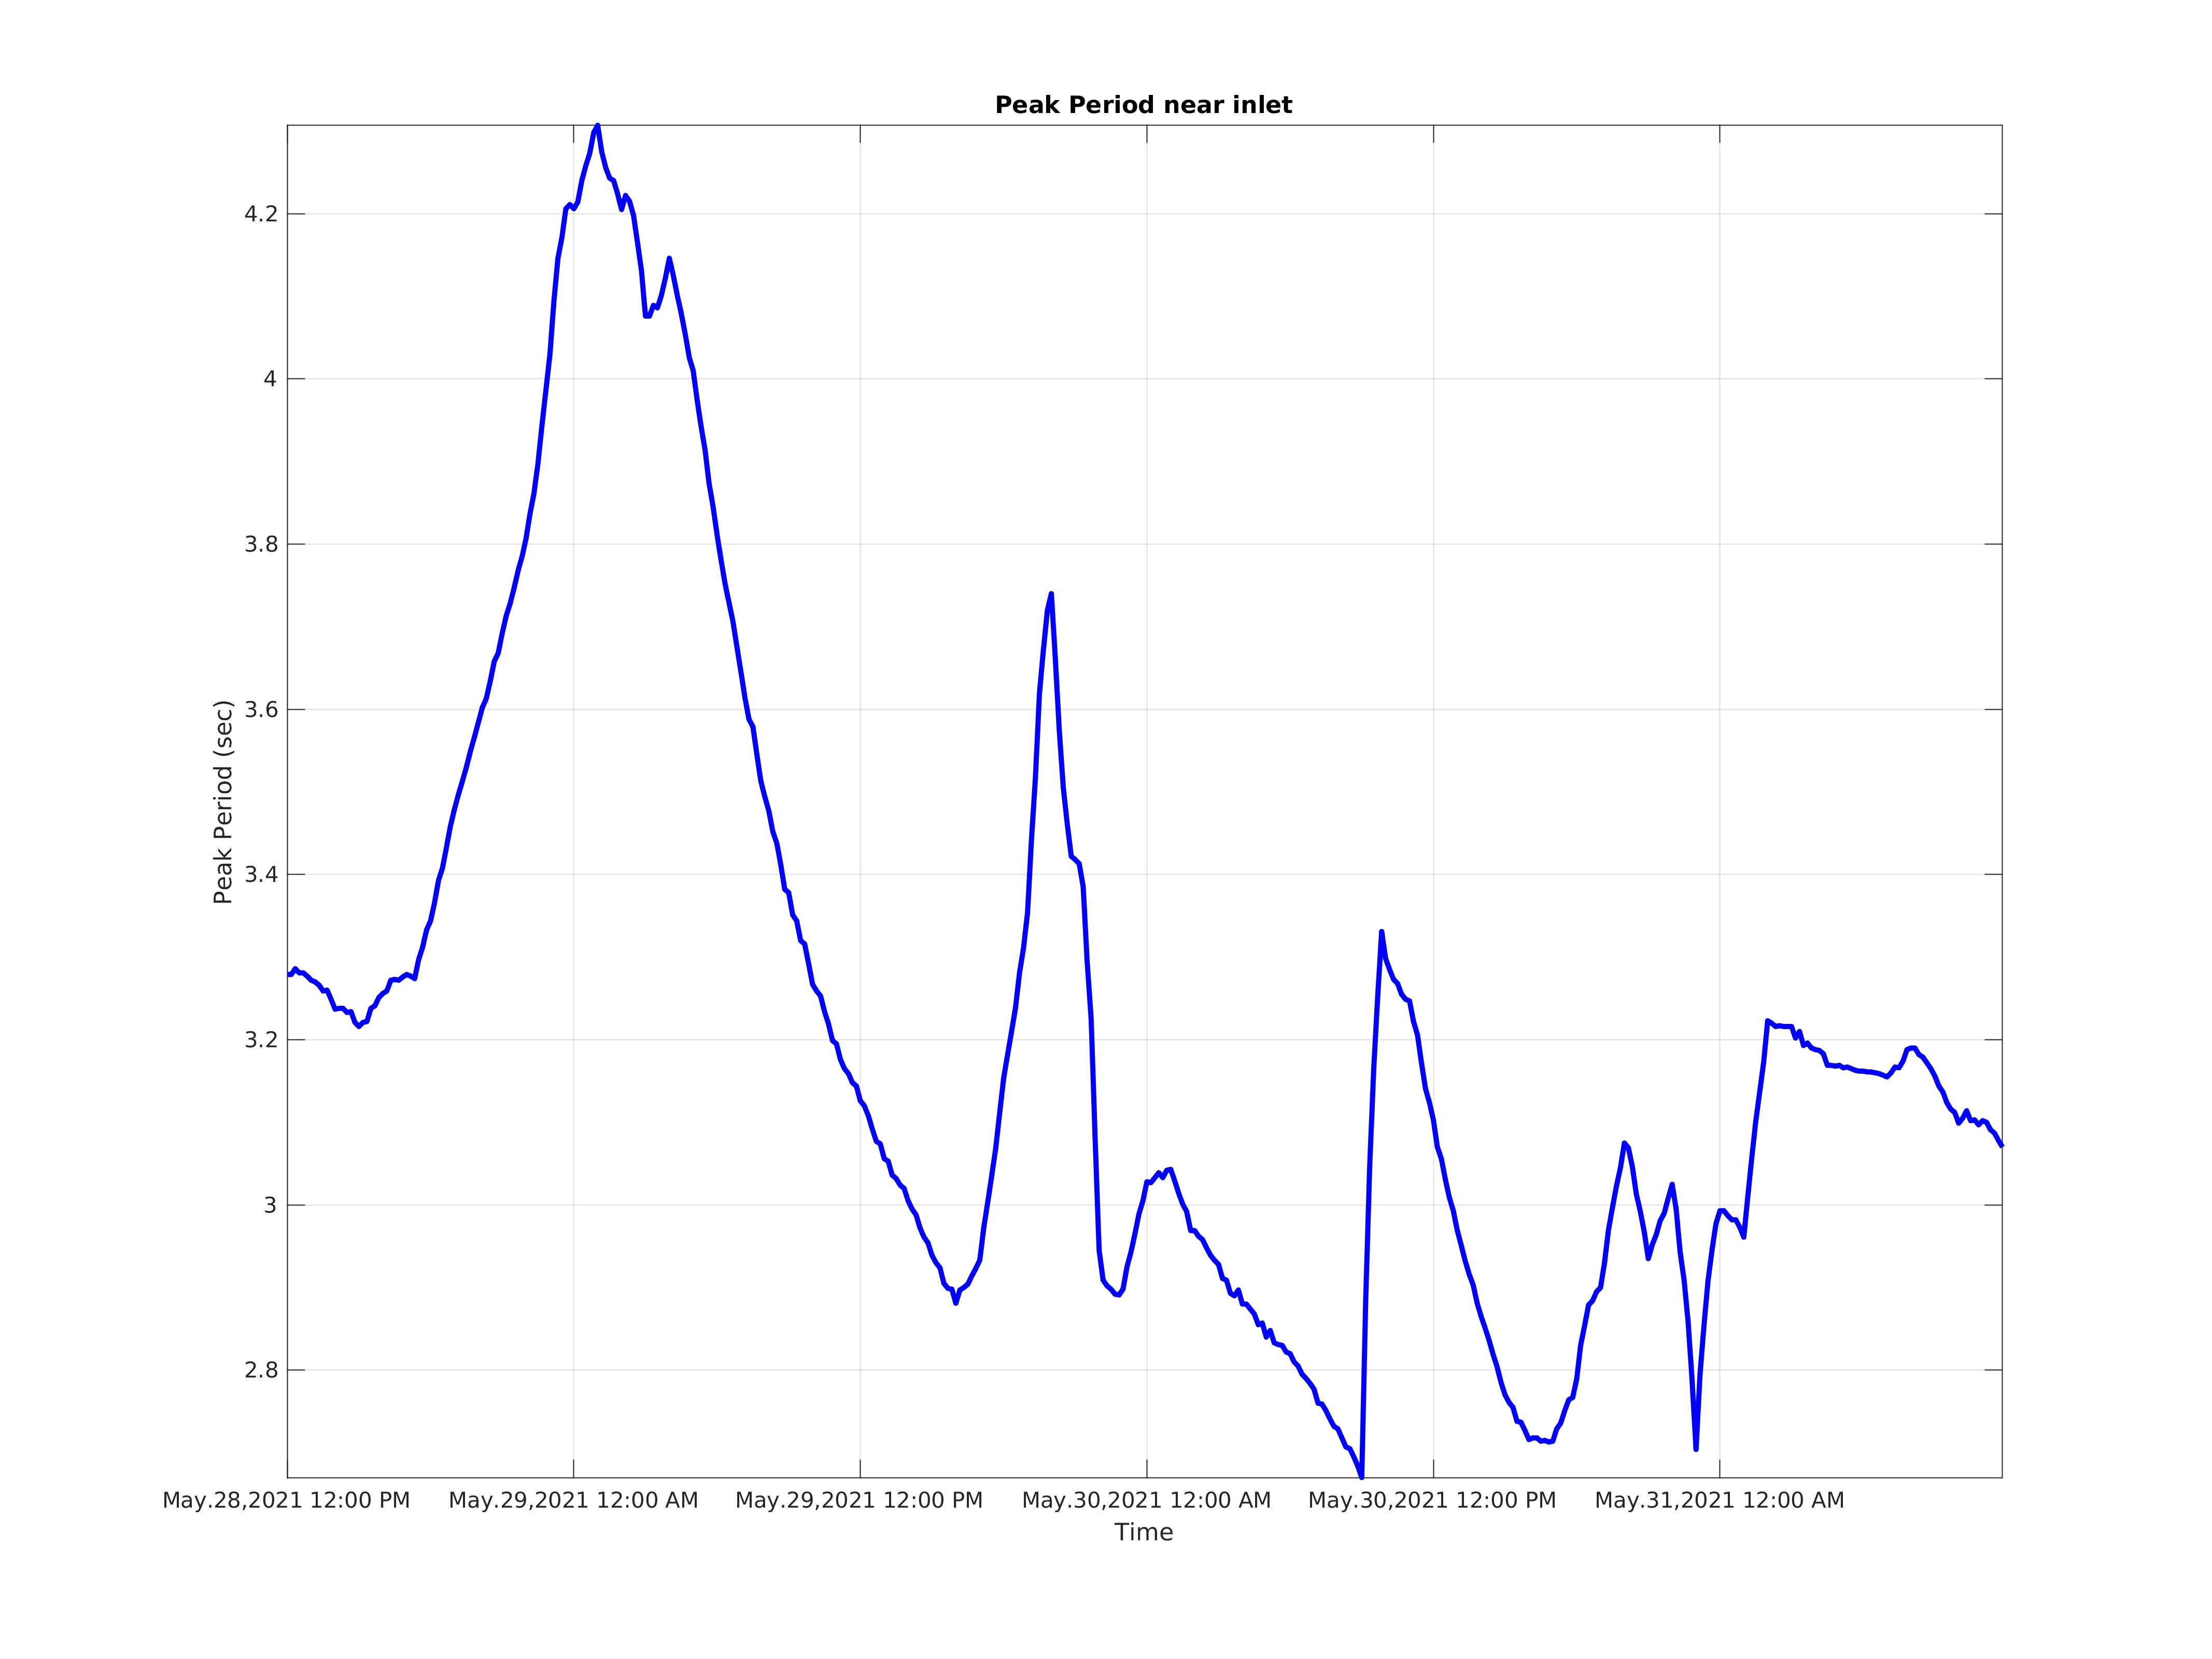 Peak Period near inlet
Peak Period (sec)
4.2
4
3.8
3.6
3.4
3.2
3
2.8
May.28,2021 12:00 PM
May.29,2021 12:00 AM
May.29,2021 12:00 PM
May.30,2021 12:00 AM
May.30,2021 12:00 PM
May.31,2021 12:00 AM
Time